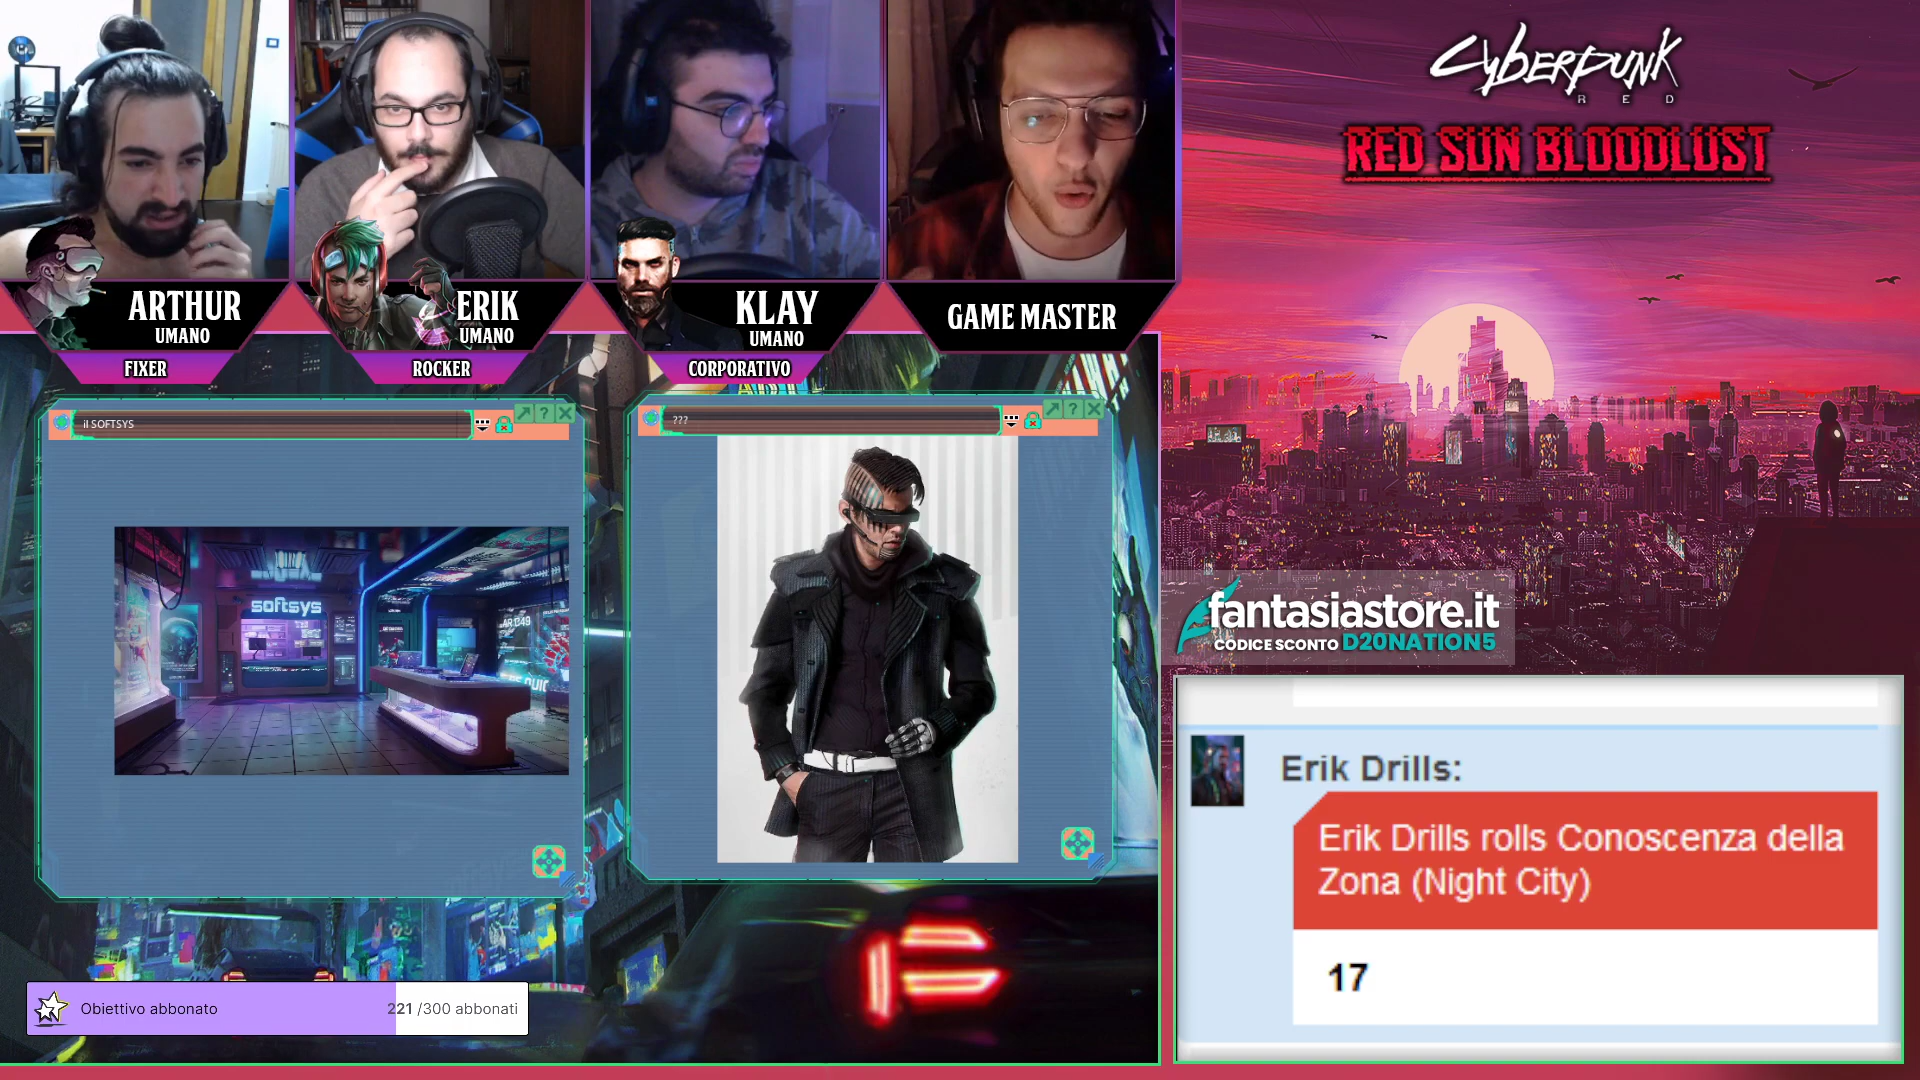 ARTHUR
UMANO
FIXER
ERIK
UMANO
ROCKER
KLAY
UMANO
CORPORATIVO
GAME MASTER
CYBERPUNK
RED
RED SUN BLOODLUST
il SOFTSYS
softsys
???
fantasiastore.it
CODICE SCONTO D20NATION5
Erik Drills:
Erik Drills rolls Conoscenza della
Zona (Night City)
17
Obiettivo abbonato
221 /300 abbonati